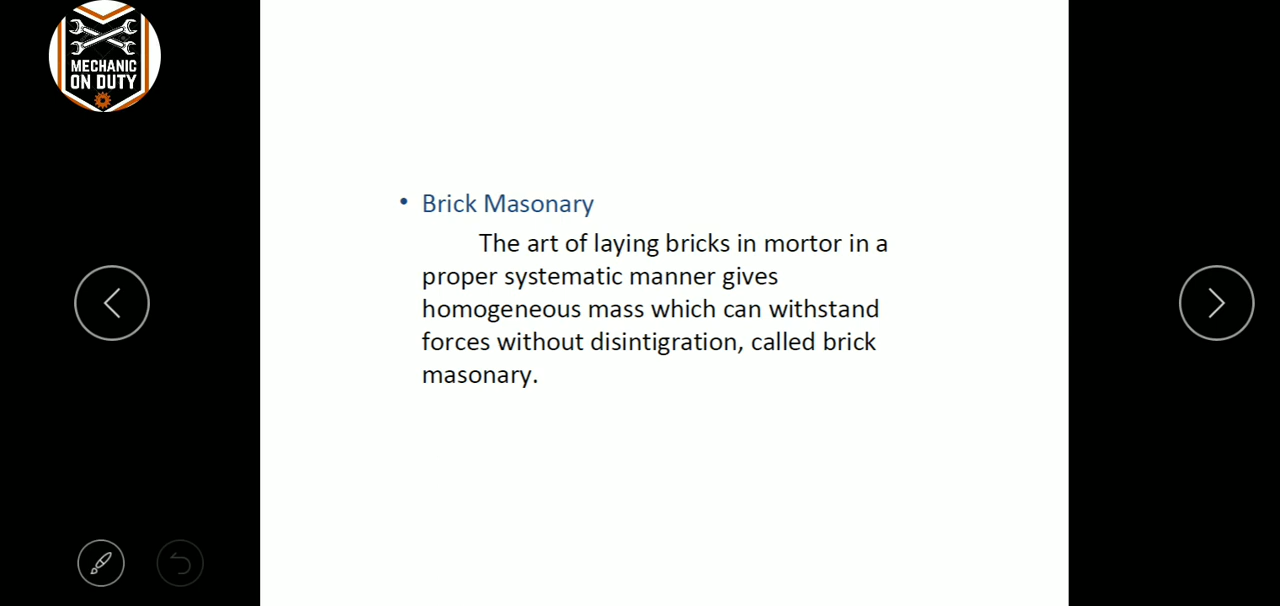 MECHANIC
ON DUTY
• Brick Masonary
The art of laying bricks in mortor in a
proper systematic manner gives
homogeneous mass which can withstand
forces without disintigration, called brick
masonary.